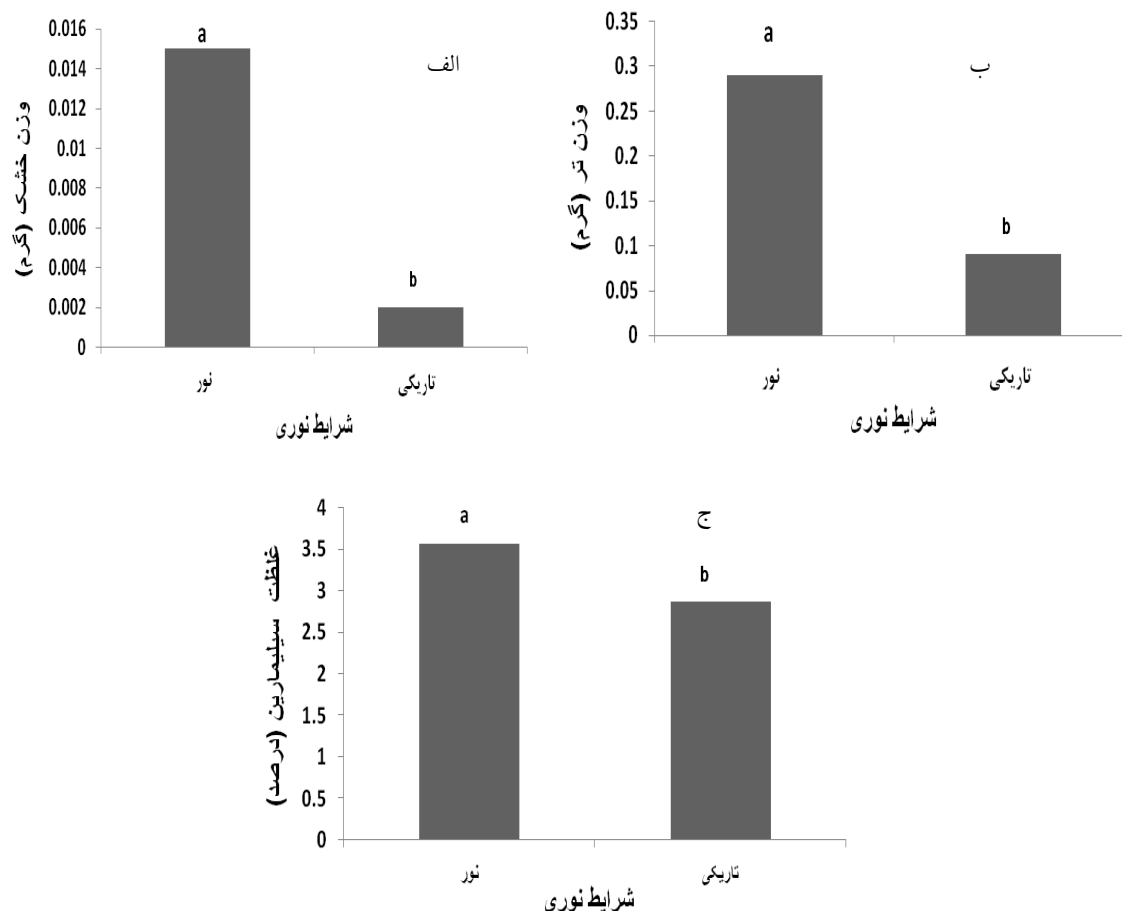 وزن خشک (گرم)
0.016
0.014
0.012
0.01
0.008
0.006
0.004
0.002
0
a
b
الف
نور
تاریکی
شرایط نوری
وزن تر (گرم)
0.35
0.3
0.25
0.2
0.15
0.1
0.05
0
a
b
ب
نور
تاریکی
شرایط نوری
غلظت سیلیمارین (درصد)
4
3.5
3
2.5
2
1.5
1
0.5
0
a
b
ج
نور
تاریکی
شرایط نوری